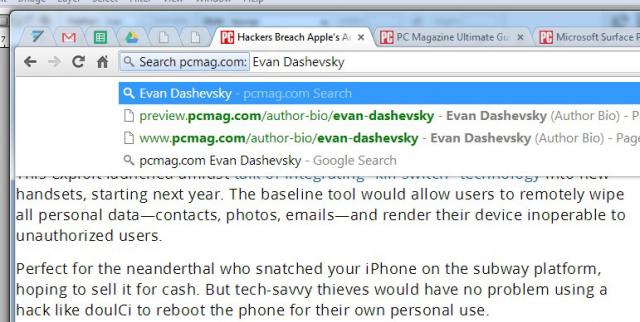 Image Layer Select Filter View Window Help
7
PC Hackers Breach Apple's A
PC PC Magazine Ultimate Gu
PC Microsoft Surface P
Search pcmag.com: Evan Dashevsky
Evan Dashevsky - pcmag.com Search
preview.pcmag.com/author-bio/evan-dashevsky - Evan Dashevsky (Author Bio) - Page
www.pcmag.com/author-bio/evan-dashevsky - Evan Dashevsky (Author Bio) - Page
pcmag.com Evan Dashevsky - Google Search
This exploit launched amidst talk of integrating "kill switch" technology into new
handsets, starting next year. The baseline tool would allow users to remotely wipe
all personal data—contacts, photos, emails—and render their device inoperable to
unauthorized users.
Perfect for the neanderthal who snatched your iPhone on the subway platform,
hoping to sell it for cash. But tech-savvy thieves would have no problem using a
hack like doulCi to reboot the phone for their own personal use.